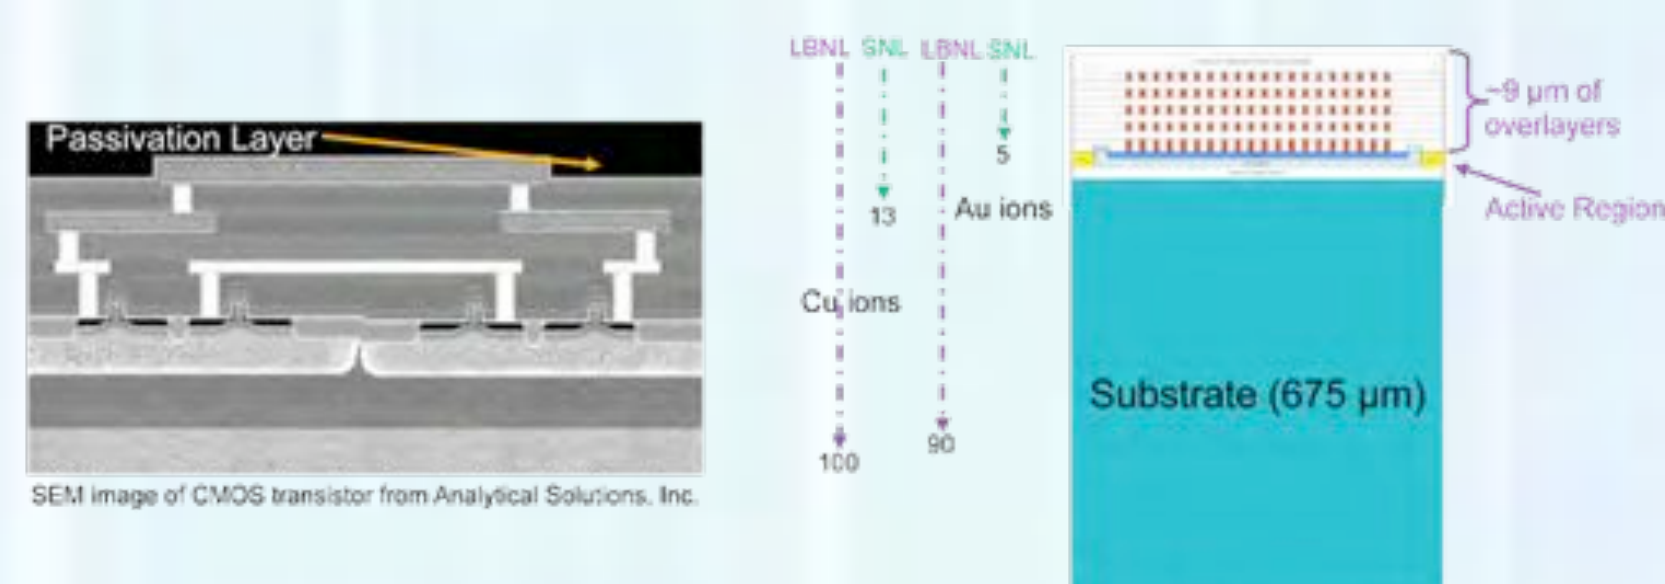 Passivation Layer
SEM image of CMOS transistor from Analytical Solutions, Inc.
LBNL SNL LBNL SNL
5
13
Au ions
Cu ions
90
100
~9 µm of
overlayers
Active Region
Substrate (675 µm)